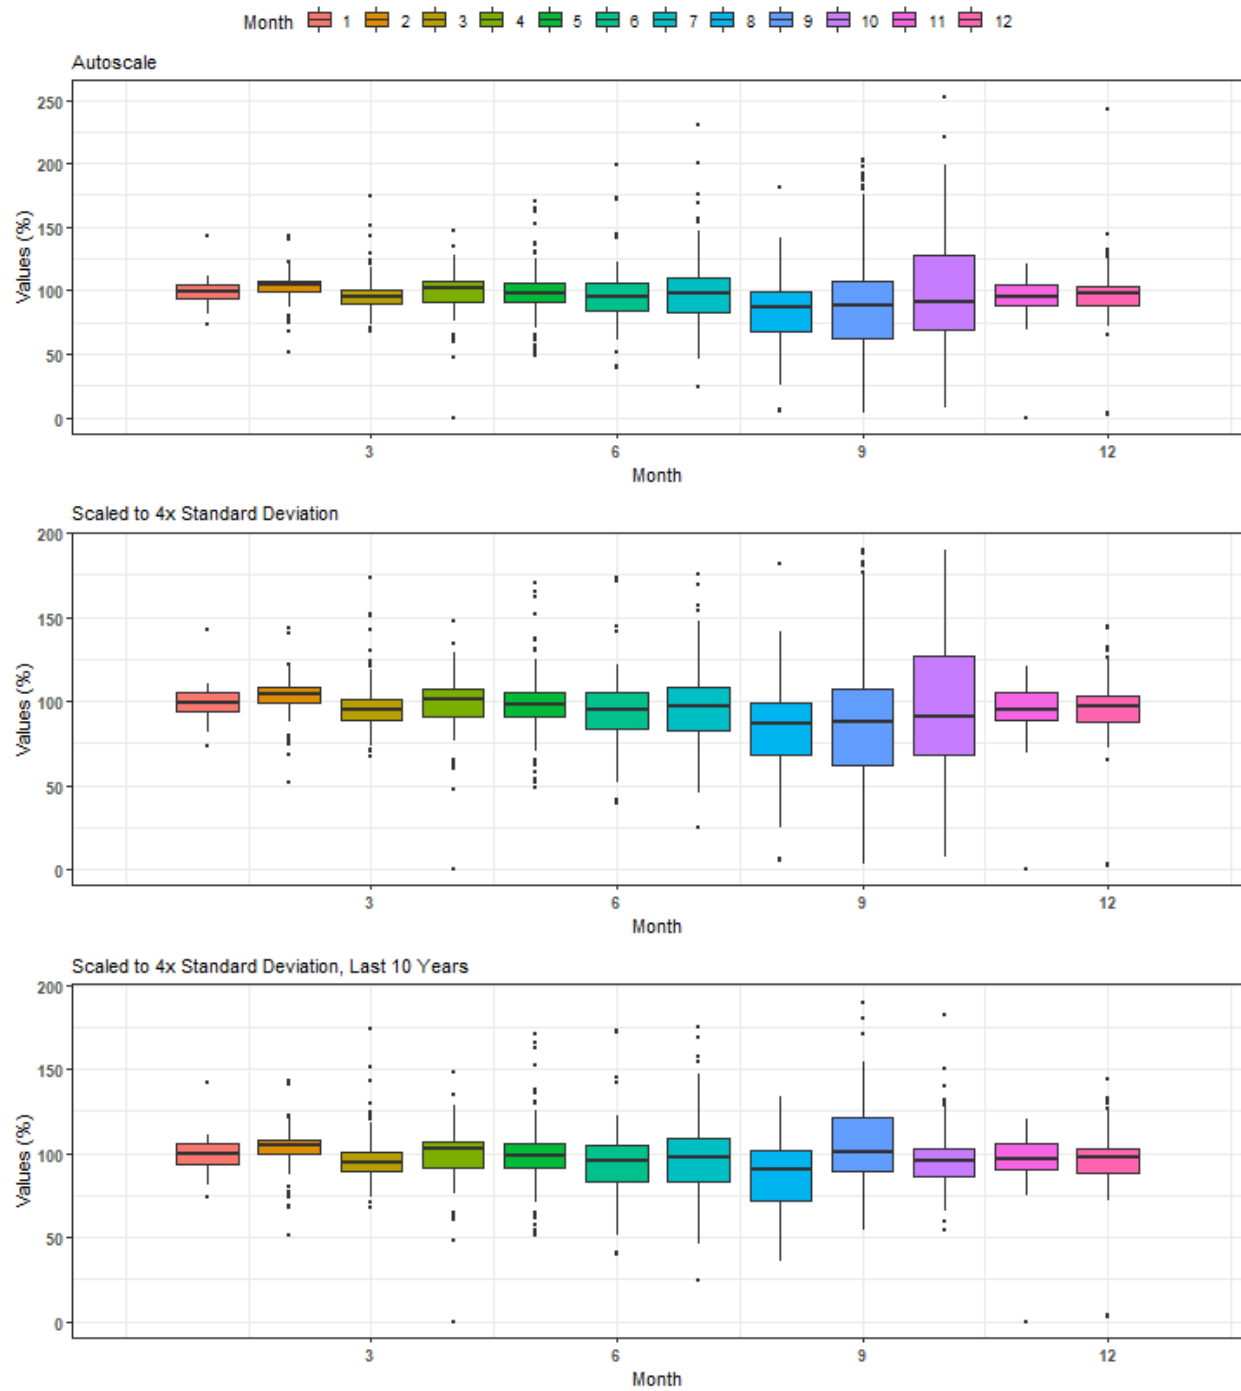 Month 1 2 3 4 5 6 7 8 9 10 11 12
Autoscale
250
200
150
100
50
0
Values (%)
3 6 9 12
Month
Scaled to 4x Standard Deviation
200
150
100
50
0
Values (%)
3 6 9 12
Month
Scaled to 4x Standard Deviation, Last 10 Years
200
150
100
50
0
Values (%)
3 6 9 12
Month